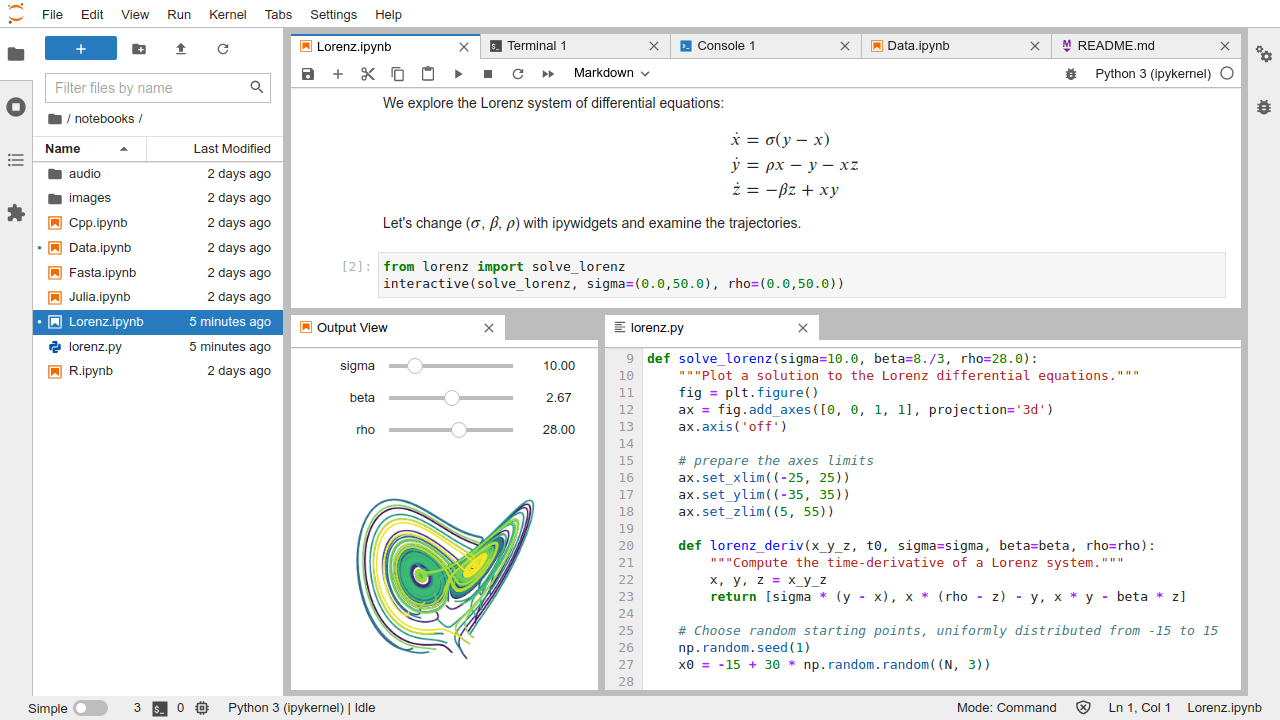 File Edit View Run Kernel Tabs Settings Help
Filter files by name
/ notebooks /
Name Last Modified
audio 2 days ago
images 2 days ago
Cpp.ipynb 2 days ago
Data.ipynb 2 days ago
Fasta.ipynb 2 days ago
Julia.ipynb 2 days ago
Lorenz.ipynb 5 minutes ago
lorenz.py 5 minutes ago
R.ipynb 2 days ago
Lorenz.ipynb Terminal 1 Console 1 Data.ipynb README.md
Markdown Python 3 (ipykernel)
We explore the Lorenz system of differential equations:
ẋ = σ(y − x)
ẏ = ρx − y − xz
ż = −βz + xy
Let's change (σ, β, ρ) with ipywidgets and examine the trajectories.
[2]: from lorenz import solve_lorenz
interactive(solve_lorenz, sigma=(0.0,50.0), rho=(0.0,50.0))
Output View
sigma 10.00
beta 2.67
rho 28.00
lorenz.py
9 def solve_lorenz(sigma=10.0, beta=8./3, rho=28.0):
10 """Plot a solution to the Lorenz differential equations."""
11 fig = plt.figure()
12 ax = fig.add_axes([0, 0, 1, 1], projection='3d')
13 ax.axis('off')
14
15 # prepare the axes limits
16 ax.set_xlim((-25, 25))
17 ax.set_ylim((-35, 35))
18 ax.set_zlim((5, 55))
19
20 def lorenz_deriv(x_y_z, t0, sigma=sigma, beta=beta, rho=rho):
21 """Compute the time-derivative of a Lorenz system."""
22 x, y, z = x_y_z
23 return [sigma * (y - x), x * (rho - z) - y, x * y - beta * z]
24
25 # Choose random starting points, uniformly distributed from -15 to 15
26 np.random.seed(1)
27 x0 = -15 + 30 * np.random.random((N, 3))
28
Simple 3 0 Python 3 (ipykernel) | Idle Mode: Command Ln 1, Col 1 Lorenz.ipynb